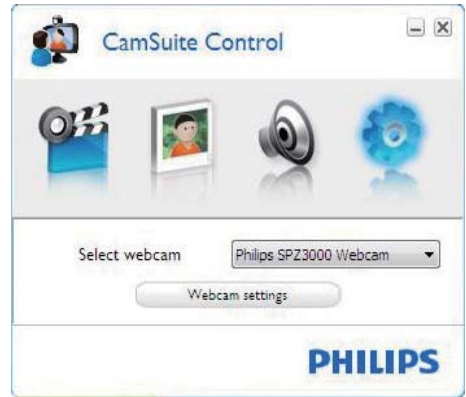 CamSuite Control
Select webcam
Philips SPZ3000 Webcam
Webcam settings
PHILIPS